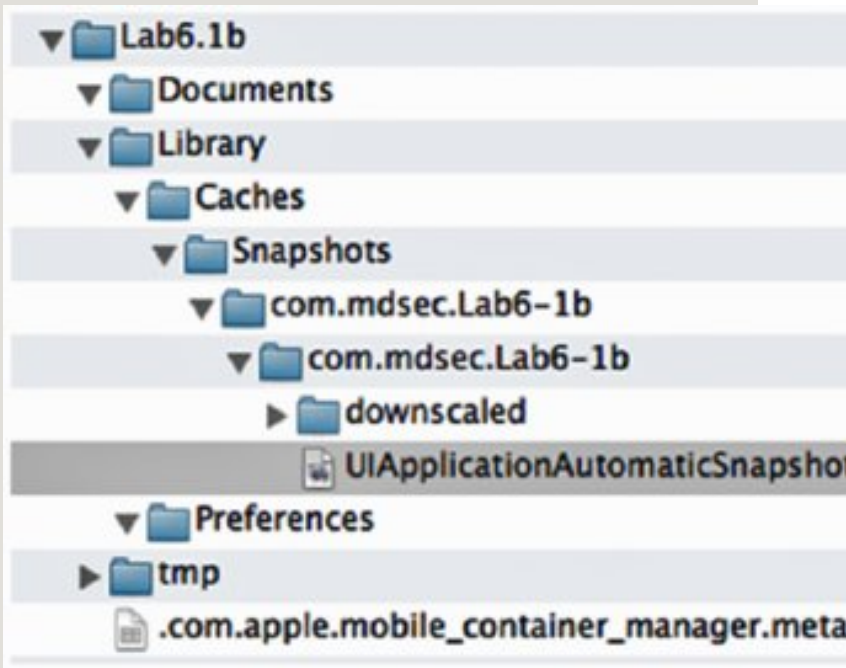 Lab6.1b
Documents
Library
Caches
Snapshots
com.mdsec.Lab6-1b
com.mdsec.Lab6-1b
downscaled
UIApplicationAutomaticSnapshot
Preferences
tmp
.com.apple.mobile_container_manager.meta